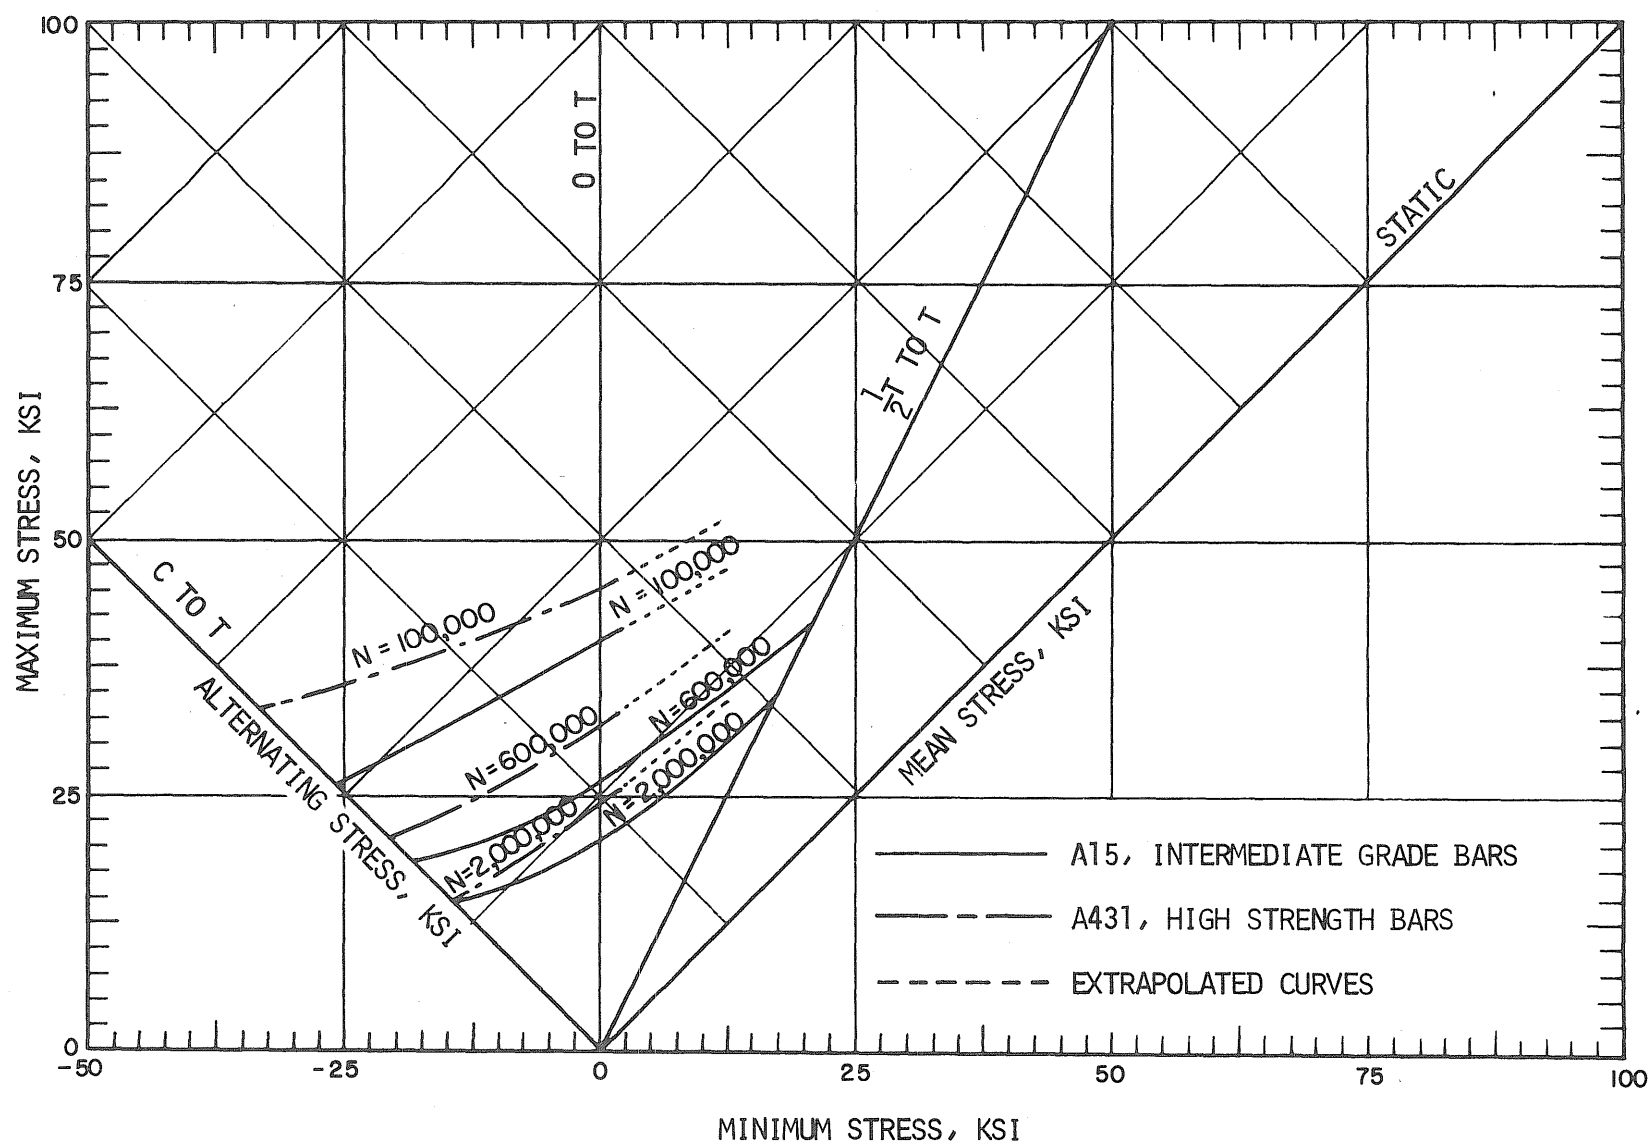 100
75
50
25
0
-50
-25
0
25
50
75
100
MAXIMUM STRESS, KSI
MINIMUM STRESS, KSI
0 TO T
STATIC
1/2 T TO T
C TO T
ALTERNATING STRESS, KSI
MEAN STRESS, KSI
N = 100,000
N = 100,000
N = 600,000
N = 600,000
N = 2,000,000
N = 2,000,000
A15, INTERMEDIATE GRADE BARS
A431, HIGH STRENGTH BARS
EXTRAPOLATED CURVES